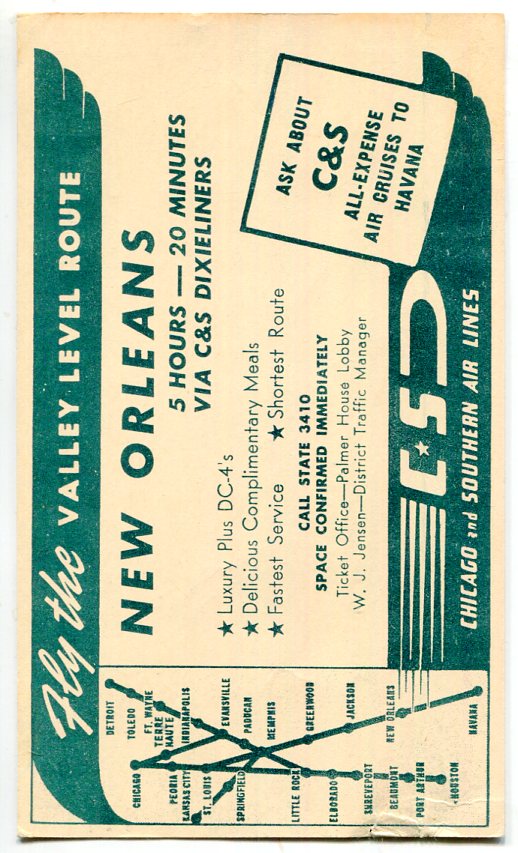 Fly the VALLEY LEVEL ROUTE
NEW ORLEANS
5 HOURS — 20 MINUTES
VIA C&S DIXIELINERS
★ Luxury Plus DC-4's
★ Delicious Complimentary Meals
★ Fastest Service ★ Shortest Route
CALL STATE 3410
SPACE CONFIRMED IMMEDIATELY
Ticket Office—Palmer House Lobby
W. J. Jensen—District Traffic Manager
ASK ABOUT
C&S
ALL-EXPENSE
AIR CRUISES TO
HAVANA
C★S
CHICAGO and SOUTHERN AIR LINES
DETROIT
TOLEDO
FT. WAYNE
TERRE
HAUTE
INDIANAPOLIS
EVANSVILLE
PADUCAH
MEMPHIS
GREENWOOD
JACKSON
NEW ORLEANS
HAVANA
CHICAGO
PEORIA
KANSAS CITY
ST. LOUIS
SPRINGFIELD
LITTLE ROCK
ELDORADO
SHREVEPORT
BEAUMONT
PORT ARTHUR
HOUSTON